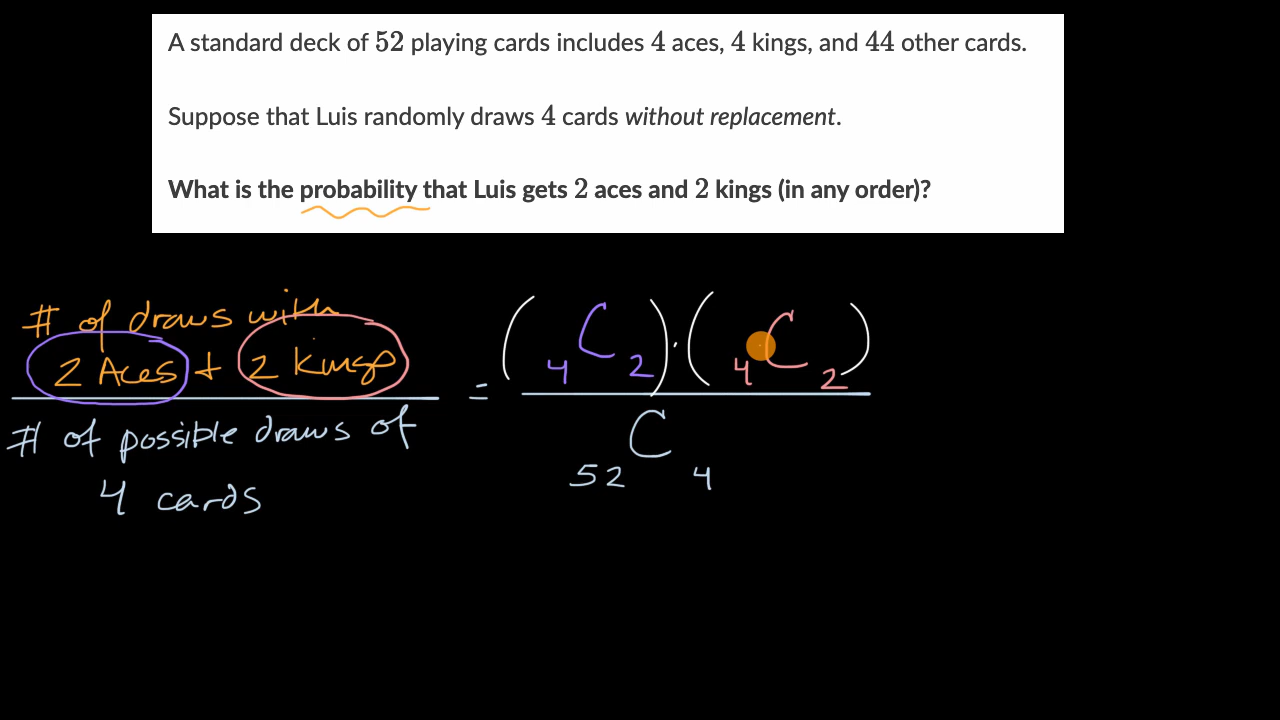 A standard deck of 52 playing cards includes 4 aces, 4 kings, and 44 other cards.
Suppose that Luis randomly draws 4 cards without replacement.
What is the probability that Luis gets 2 aces and 2 kings (in any order)?
# of draws with
2 Aces + 2 Kings
# of possible draws of
4 cards
= (4C2)·(4C2)
52C4